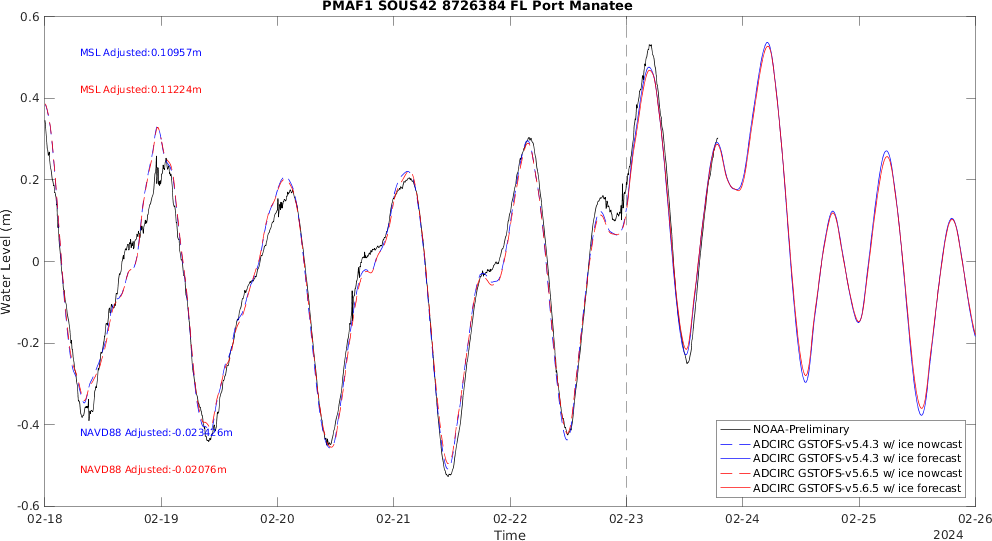 PMAF1 SOUS42 8726384 FL Port Manatee
0.6
0.4
0.2
0
-0.2
-0.4
-0.6
Water Level (m)
MSL Adjusted:0.10957m
MSL Adjusted:0.11224m
NAVD88 Adjusted:-0.023426m
NAVD88 Adjusted:-0.02076m
NOAA-Preliminary
ADCIRC GSTOFS-v5.4.3 w/ ice nowcast
ADCIRC GSTOFS-v5.4.3 w/ ice forecast
ADCIRC GSTOFS-v5.6.5 w/ ice nowcast
ADCIRC GSTOFS-v5.6.5 w/ ice forecast
02-18 02-19 02-20 02-21 02-22 02-23 02-24 02-25 02-26
Time
2024